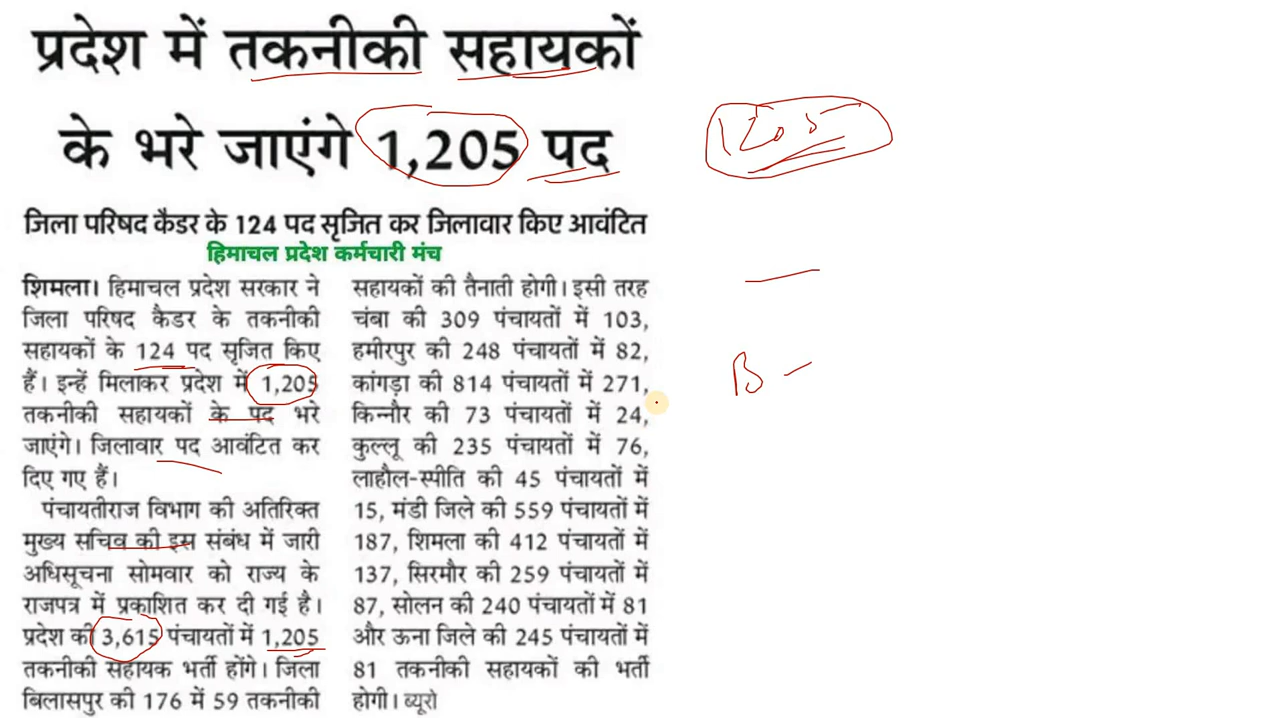 प्रदेश में तकनीकी सहायकों
के भरे जाएंगे 1,205 पद
1205
जिला परिषद कैडर के 124 पद सृजित कर जिलावार किए आवंटित
हिमाचल प्रदेश कर्मचारी मंच
शिमला। हिमाचल प्रदेश सरकार ने
जिला परिषद कैडर के तकनीकी
सहायकों के 124 पद सृजित किए
हैं। इन्हें मिलाकर प्रदेश में 1,205
तकनीकी सहायकों के पद भरे
जाएंगे। जिलावार पद आवंटित कर
दिए गए हैं।
पंचायतीराज विभाग की अतिरिक्त
मुख्य सचिव की इस संबंध में जारी
अधिसूचना सोमवार को राज्य के
राजपत्र में प्रकाशित कर दी गई है।
प्रदेश की 3,615 पंचायतों में 1,205
तकनीकी सहायक भर्ती होंगे। जिला
बिलासपुर की 176 में 59 तकनीकी
सहायकों की तैनाती होगी। इसी तरह
चंबा की 309 पंचायतों में 103,
हमीरपुर की 248 पंचायतों में 82,
कांगड़ा की 814 पंचायतों में 271,
किन्नौर की 73 पंचायतों में 24,
कुल्लू की 235 पंचायतों में 76,
लाहौल-स्पीति की 45 पंचायतों में
15, मंडी जिले की 559 पंचायतों में
187, शिमला की 412 पंचायतों में
137, सिरमौर की 259 पंचायतों में
87, सोलन की 240 पंचायतों में 81
और ऊना जिले की 245 पंचायतों में
81 तकनीकी सहायकों की भर्ती
होगी। ब्यूरो
B -